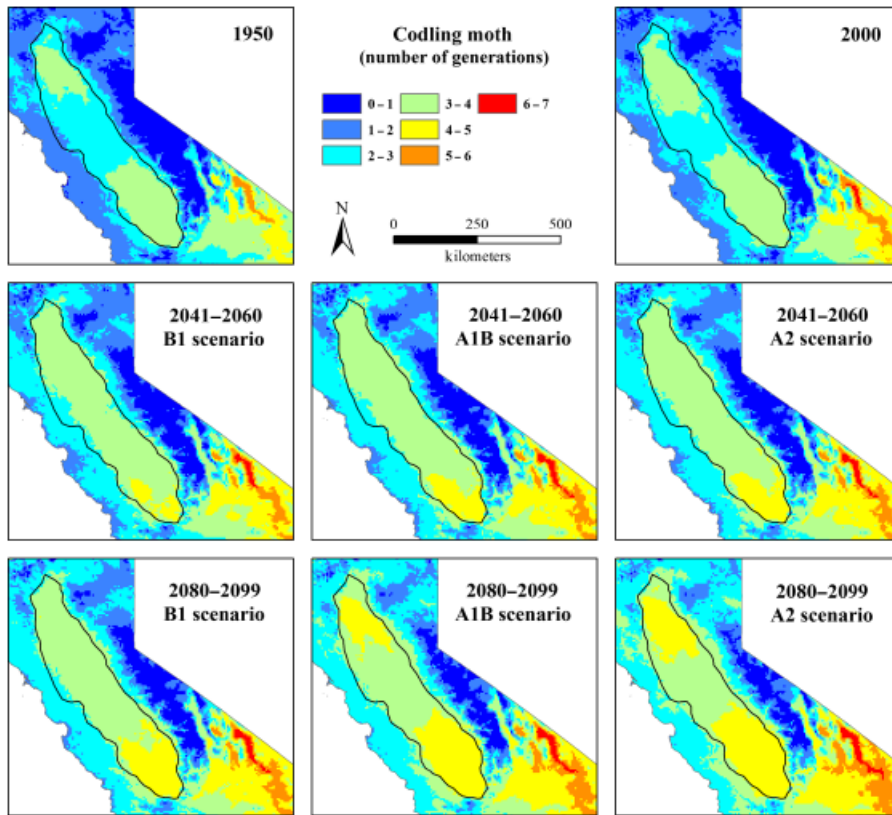 1950
Codling moth
(number of generations)
0–1
3–4
6–7
1–2
4–5
2–3
5–6
N
0 250 500
kilometers
2000
2041–2060
B1 scenario
2041–2060
A1B scenario
2041–2060
A2 scenario
2080–2099
B1 scenario
2080–2099
A1B scenario
2080–2099
A2 scenario